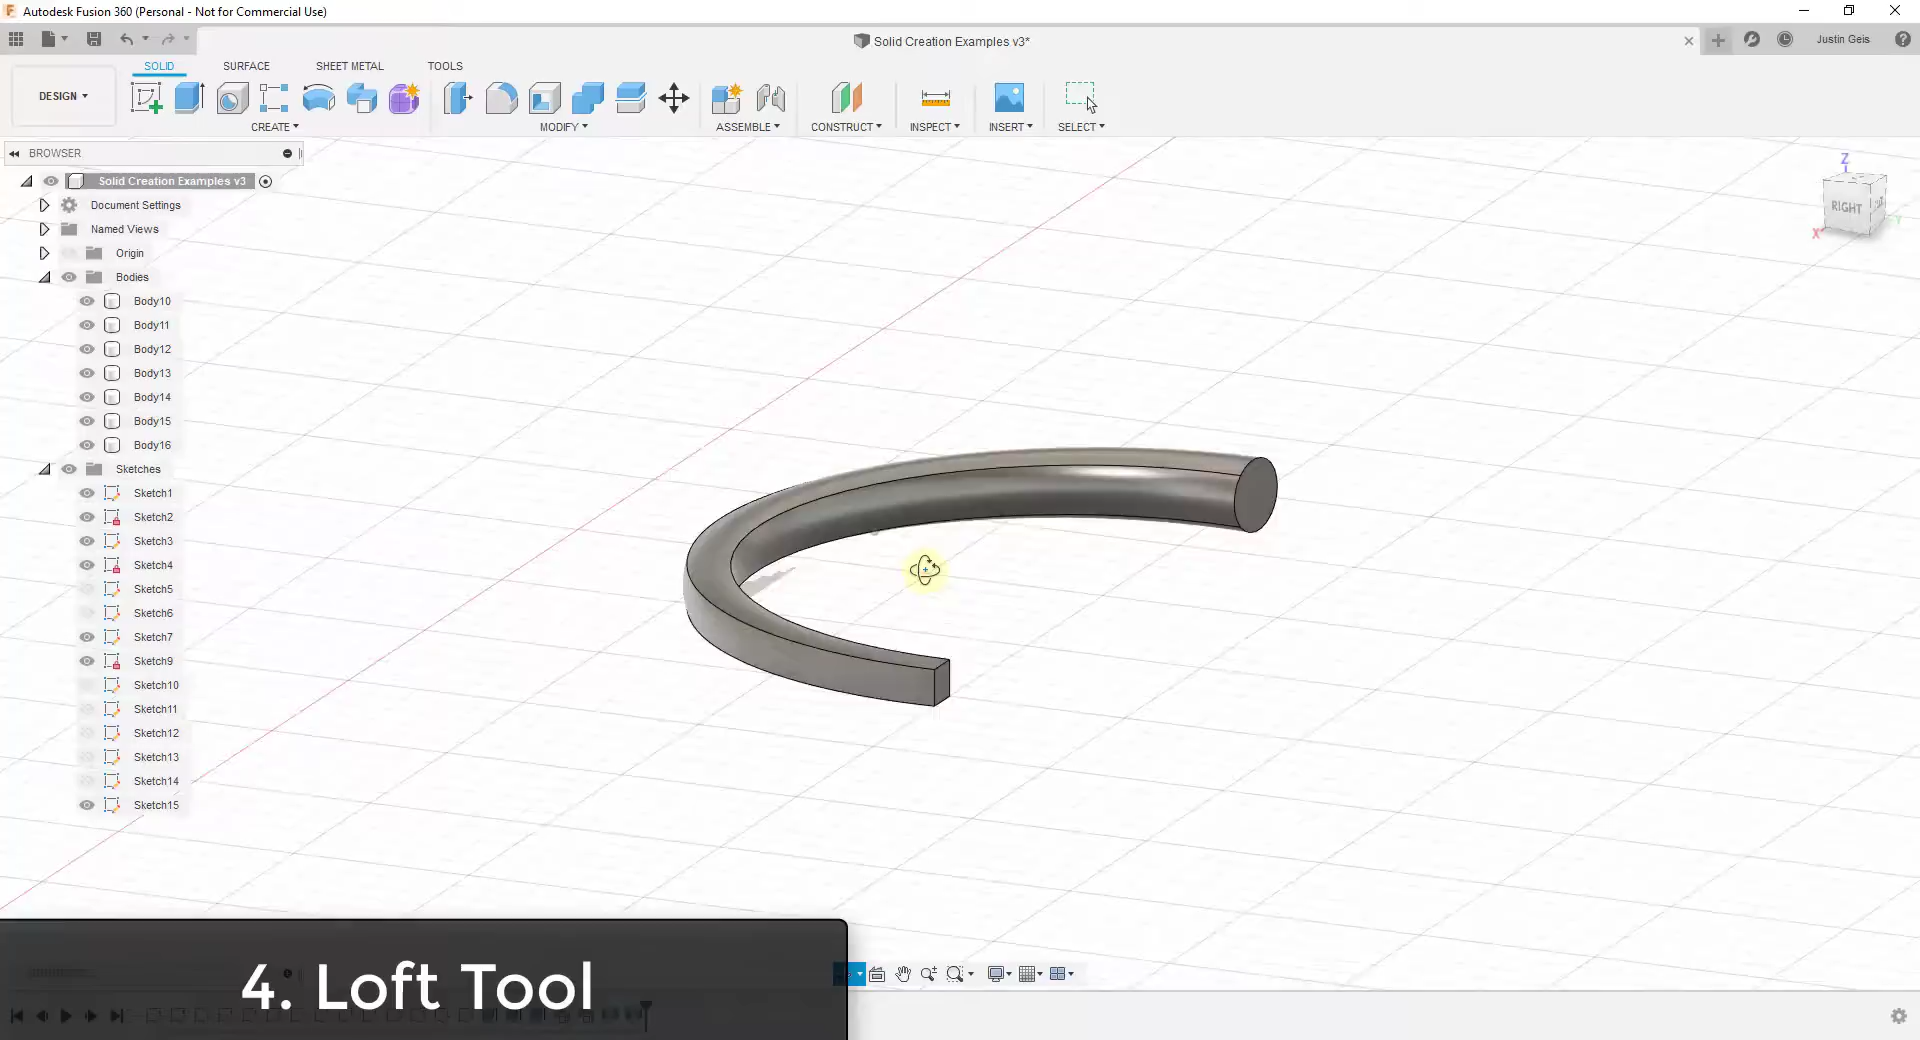 Autodesk Fusion 360 (Personal - Not for Commercial Use)
Solid Creation Examples v3*
Justin Geis
DESIGN
SOLID
SURFACE
SHEET METAL
TOOLS
CREATE
MODIFY
ASSEMBLE
CONSTRUCT
INSPECT
INSERT
SELECT
BROWSER
Solid Creation Examples v3
Document Settings
Named Views
Origin
Bodies
Body10
Body11
Body12
Body13
Body14
Body15
Body16
Sketches
Sketch1
Sketch2
Sketch3
Sketch4
Sketch5
Sketch6
Sketch7
Sketch9
Sketch10
Sketch11
Sketch12
Sketch13
Sketch14
Sketch15
Z
RIGHT
X
Y
4. Loft Tool